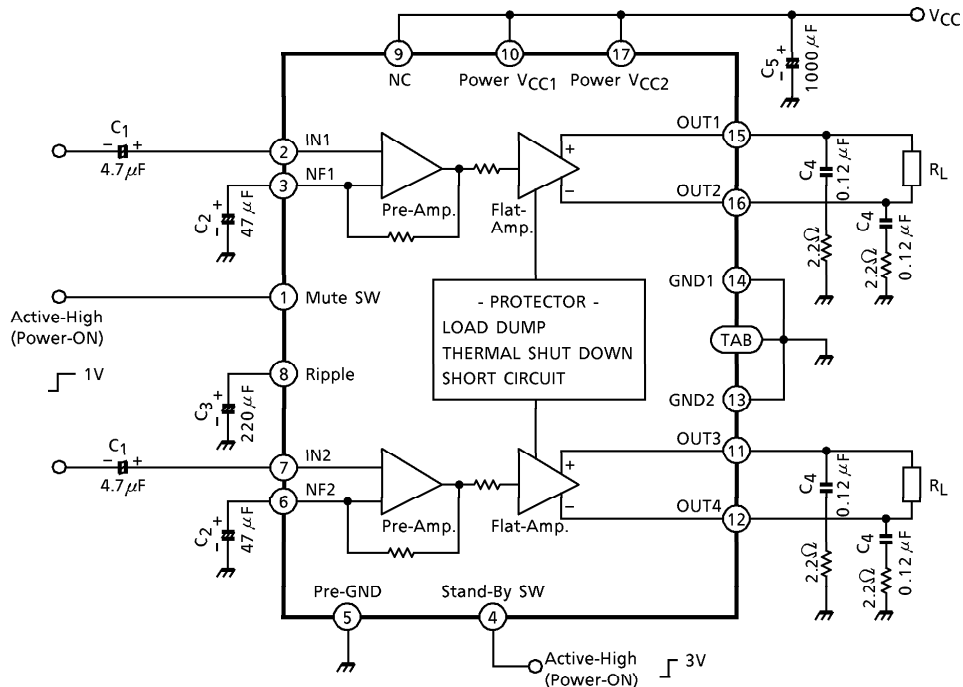 VCC
9
10
17
NC
Power VCC1
Power VCC2
C5
+
-
1000 μF
C1
- +
4.7 μF
2
IN1
3
NF1
C2
+
-
47 μF
Pre-Amp.
Flat-
Amp.
+
-
OUT1
15
OUT2
16
C4
0.12 μF
2.2Ω
C4
0.12 μF
2.2Ω
RL
1
Mute SW
Active-High
(Power-ON)
1V
8
Ripple
C3
+
-
220 μF
- PROTECTOR -
LOAD DUMP
THERMAL SHUT DOWN
SHORT CIRCUIT
GND1
14
TAB
GND2
13
C1
- +
4.7 μF
7
IN2
6
NF2
C2
+
-
47 μF
Pre-Amp.
Flat-Amp.
+
-
OUT3
11
OUT4
12
C4
0.12 μF
2.2Ω
C4
0.12 μF
2.2Ω
RL
Pre-GND
5
Stand-By SW
4
Active-High
(Power-ON)
3V